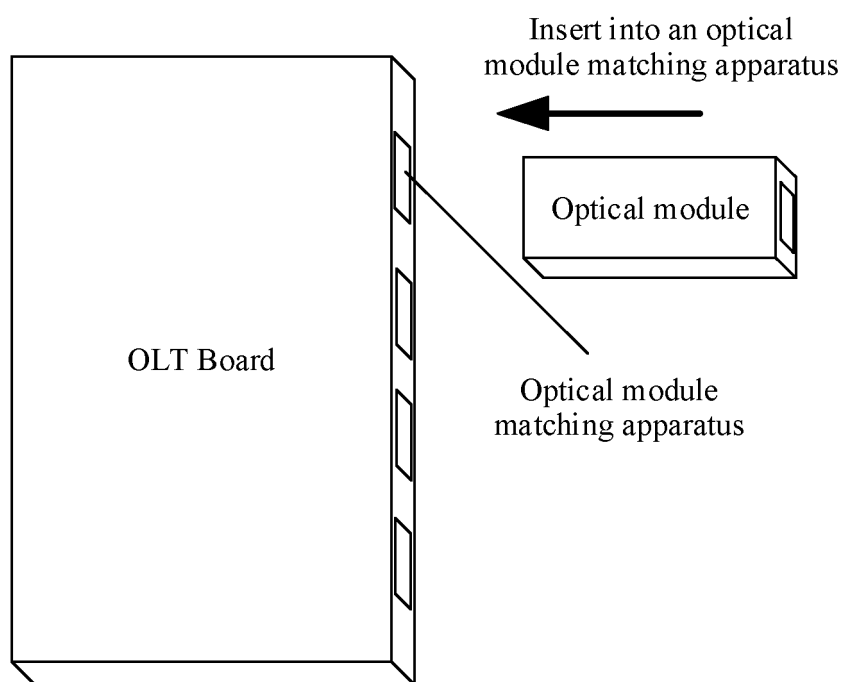 Insert into an optical
module matching apparatus
Optical module
OLT Board
Optical module
matching apparatus